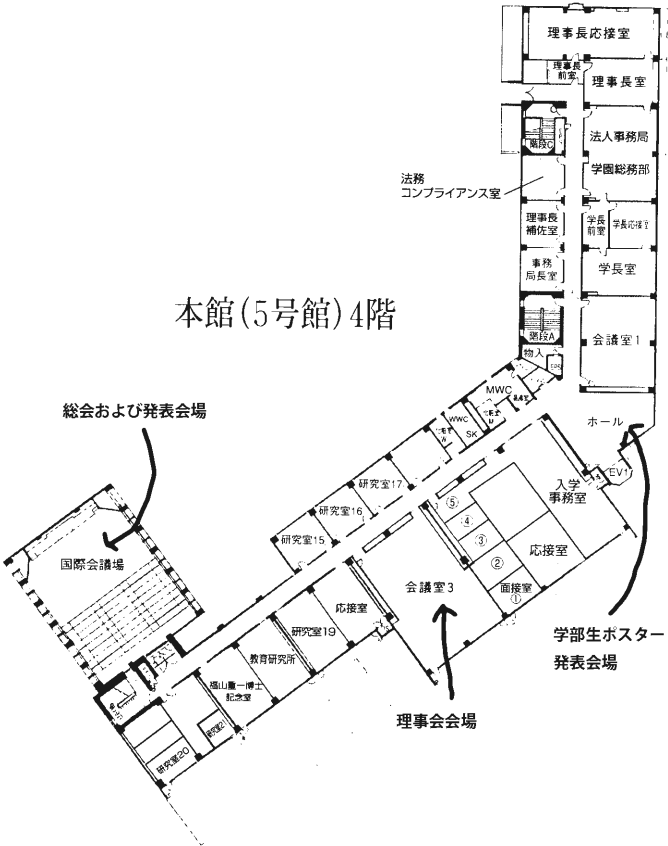 理事長応接室
理事長
前室
理事長室
階段C
法人事務局
学園総務部
法務
コンプライアンス室
理事長
補佐室
学長
前室
学長応接室
事務
局長室
学長室
本館(5号館)4階
階段A
会議室1
物入
MWC
WWC
SK
ホール
EV1
総会および発表会場
国際会議場
研究室17
研究室16
研究室15
入学
事務室
応接室
⑤
④
③
②
面接室
①
会議室3
応接室
研究室19
教育研究所
福山重一博士
記念室
研究室21
研究室20
理事会会場
学部生ポスター
発表会場